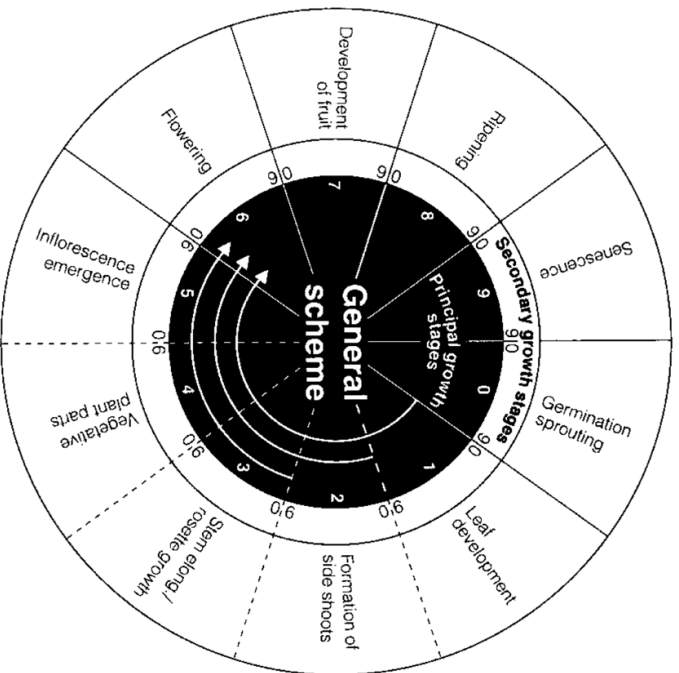 General
scheme
Principal growth
stages
Secondary growth stages
0
Germination
sprouting
9 0
1
Leaf
development
9 0
2
Formation of
side shoots
9 0
3
Stem elong./
rosette growth
9 0
4
Vegetative
plant parts
9 0
5
Inflorescence
emergence
9 0
6
Flowering
9 0
7
Development
of fruit
9 0
8
Ripening
9 0
9
Senescence
9 0